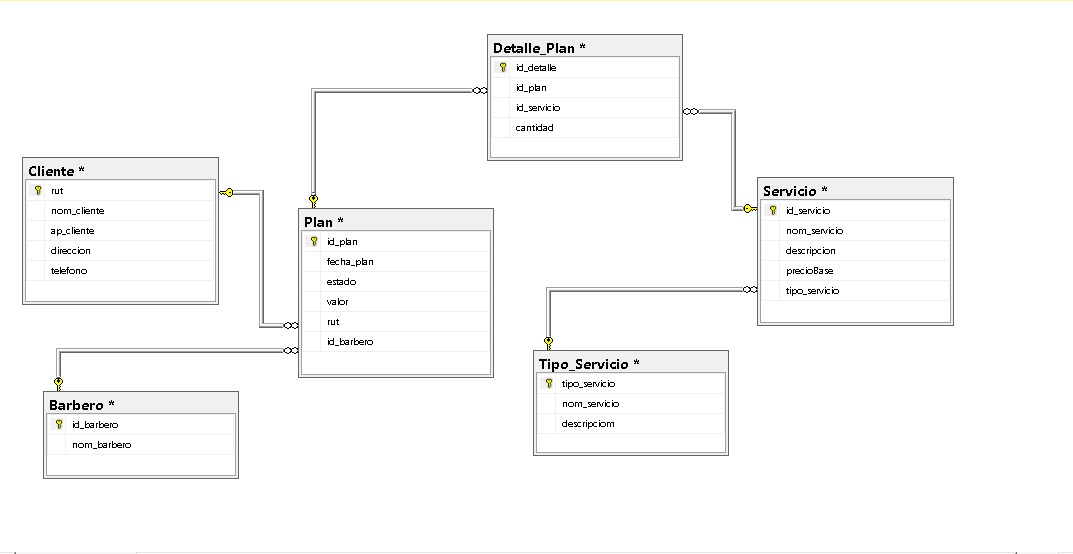 Detalle_Plan *
id_detalle
id_plan
id_servicio
cantidad
Cliente *
rut
nom_cliente
ap_cliente
direccion
telefono
Servicio *
id_servicio
nom_servicio
descripcion
precioBase
tipo_servicio
Plan *
id_plan
fecha_plan
estado
valor
rut
id_barbero
Tipo_Servicio *
tipo_servicio
nom_servicio
descripciom
Barbero *
id_barbero
nom_barbero